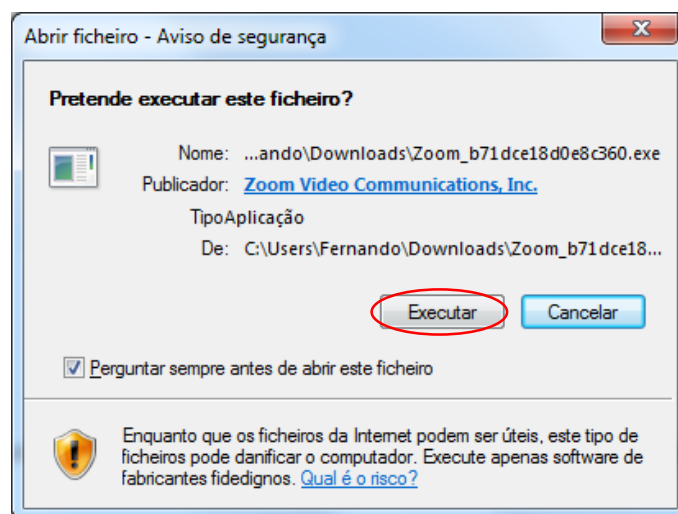 Abrir ficheiro - Aviso de segurança
Pretende executar este ficheiro?
Nome: ...ando\Downloads\Zoom_b71dce18d0e8c360.exe
Publicador: Zoom Video Communications, Inc.
TipoAplicação
De: C:\Users\Fernando\Downloads\Zoom_b71dce18...
Executar Cancelar
Perguntar sempre antes de abrir este ficheiro
Enquanto que os ficheiros da Internet podem ser úteis, este tipo de
ficheiros pode danificar o computador. Execute apenas software de
fabricantes fidedignos. Qual é o risco?